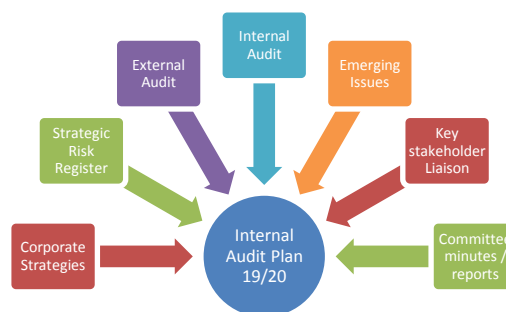 Internal
Audit
External
Audit
Emerging
Issues
Strategic
Risk
Register
Key
stakeholder
Liaison
Corporate
Strategies
Internal
Audit Plan
19/20
Committee
minutes /
reports